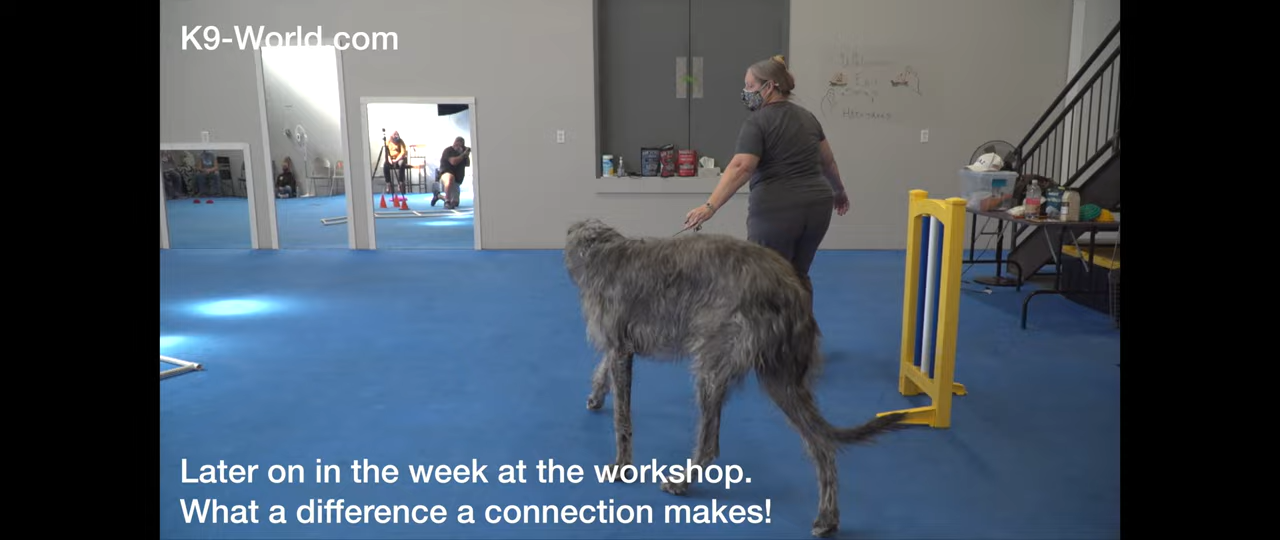 K9-World.com
Later on in the week at the workshop.
What a difference a connection makes!